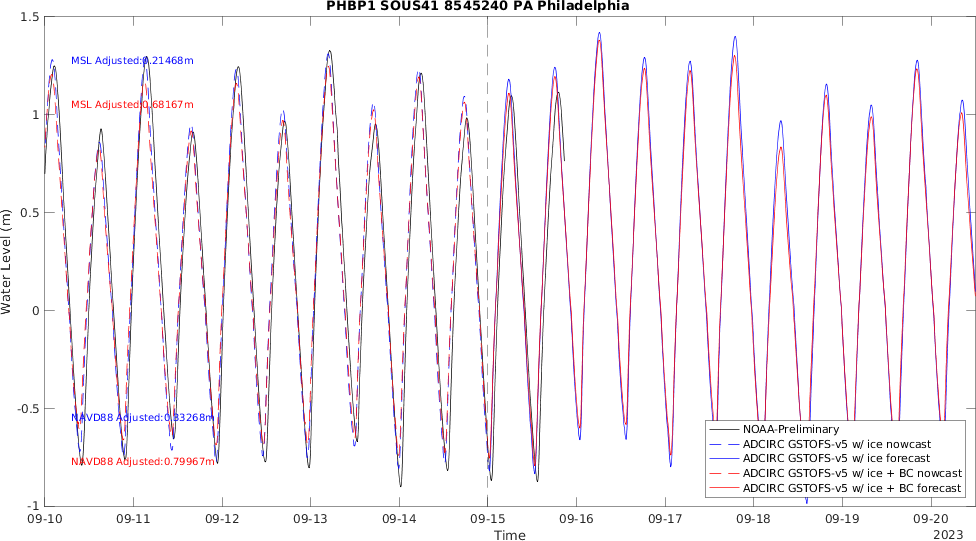 PHBP1 SOUS41 8545240 PA Philadelphia
1.5
MSL Adjusted:0.21468m
MSL Adjusted:0.68167m
1
0.5
Water Level (m)
0
-0.5
NAVD88 Adjusted:0.33268m
NAVD88 Adjusted:0.79967m
NOAA-Preliminary
ADCIRC GSTOFS-v5 w/ ice nowcast
ADCIRC GSTOFS-v5 w/ ice forecast
ADCIRC GSTOFS-v5 w/ ice + BC nowcast
ADCIRC GSTOFS-v5 w/ ice + BC forecast
-1
09-10 09-11 09-12 09-13 09-14 09-15 09-16 09-17 09-18 09-19 09-20
Time
2023